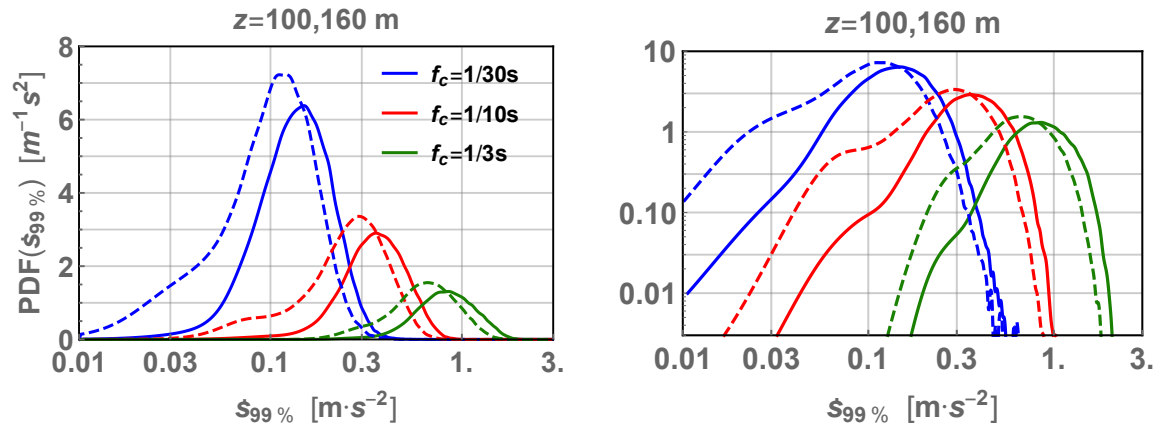 z=100,160 m
PDF(ṡ99 %) [m⁻¹ s²]
8
6
4
2
0
f_c=1/30s
f_c=1/10s
f_c=1/3s
0.01 0.03 0.1 0.3 1. 3.
ṡ99 % [m·s⁻²]
z=100,160 m
10
1
0.10
0.01
0.01 0.03 0.1 0.3 1. 3.
ṡ99 % [m·s⁻²]